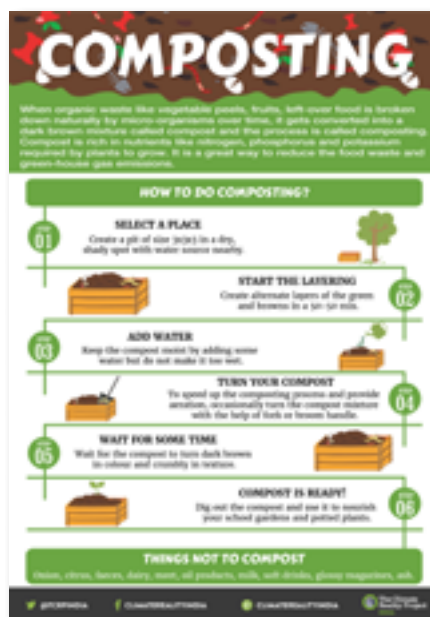 COMPOSTING
When organic waste like vegetable peels, fruits, left-over food is broken
down naturally by micro-organisms over time, it gets converted into a
dark brown mixture called compost and the process is called composting.
Compost is rich in nutrients like nitrogen, phosphorus and potassium
required by plants to grow. It is a great way to reduce the food waste and
green-house gas emissions.
HOW TO DO COMPOSTING?
STEP
01
SELECT A PLACE
Create a pit of size in a dry,
shady spot with water source nearby.
STEP
02
START THE LAYERING
Create alternate layers of the green
and browns in a 50:50 mix.
STEP
03
ADD WATER
Keep the compost moist by adding some
water but do not make it too wet.
STEP
04
TURN YOUR COMPOST
To speed up the composting process and provide
aeration, occasionally turn the compost mixture
with the help of fork or broom handle.
STEP
05
WAIT FOR SOME TIME
Wait for the compost to turn dark brown
in colour and crumbly in texture.
STEP
06
COMPOST IS READY!
Dig out the compost and use it to nourish
your school gardens and potted plants.
THINGS NOT TO COMPOST
Onion, citrus, faeces, dairy, meat, oil products, milk, soft drinks, glossy magazines, ash.
@TCRPINDIA
CLIMATEREALITYINDIA
CLIMATEREALITYINDIA
The Climate
Reality Project